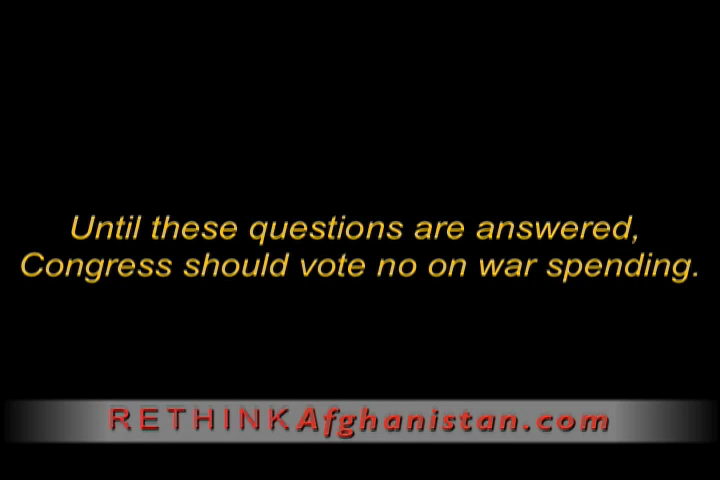 Until these questions are answered,
Congress should vote no on war spending.
RETHINKAfghanistan.com